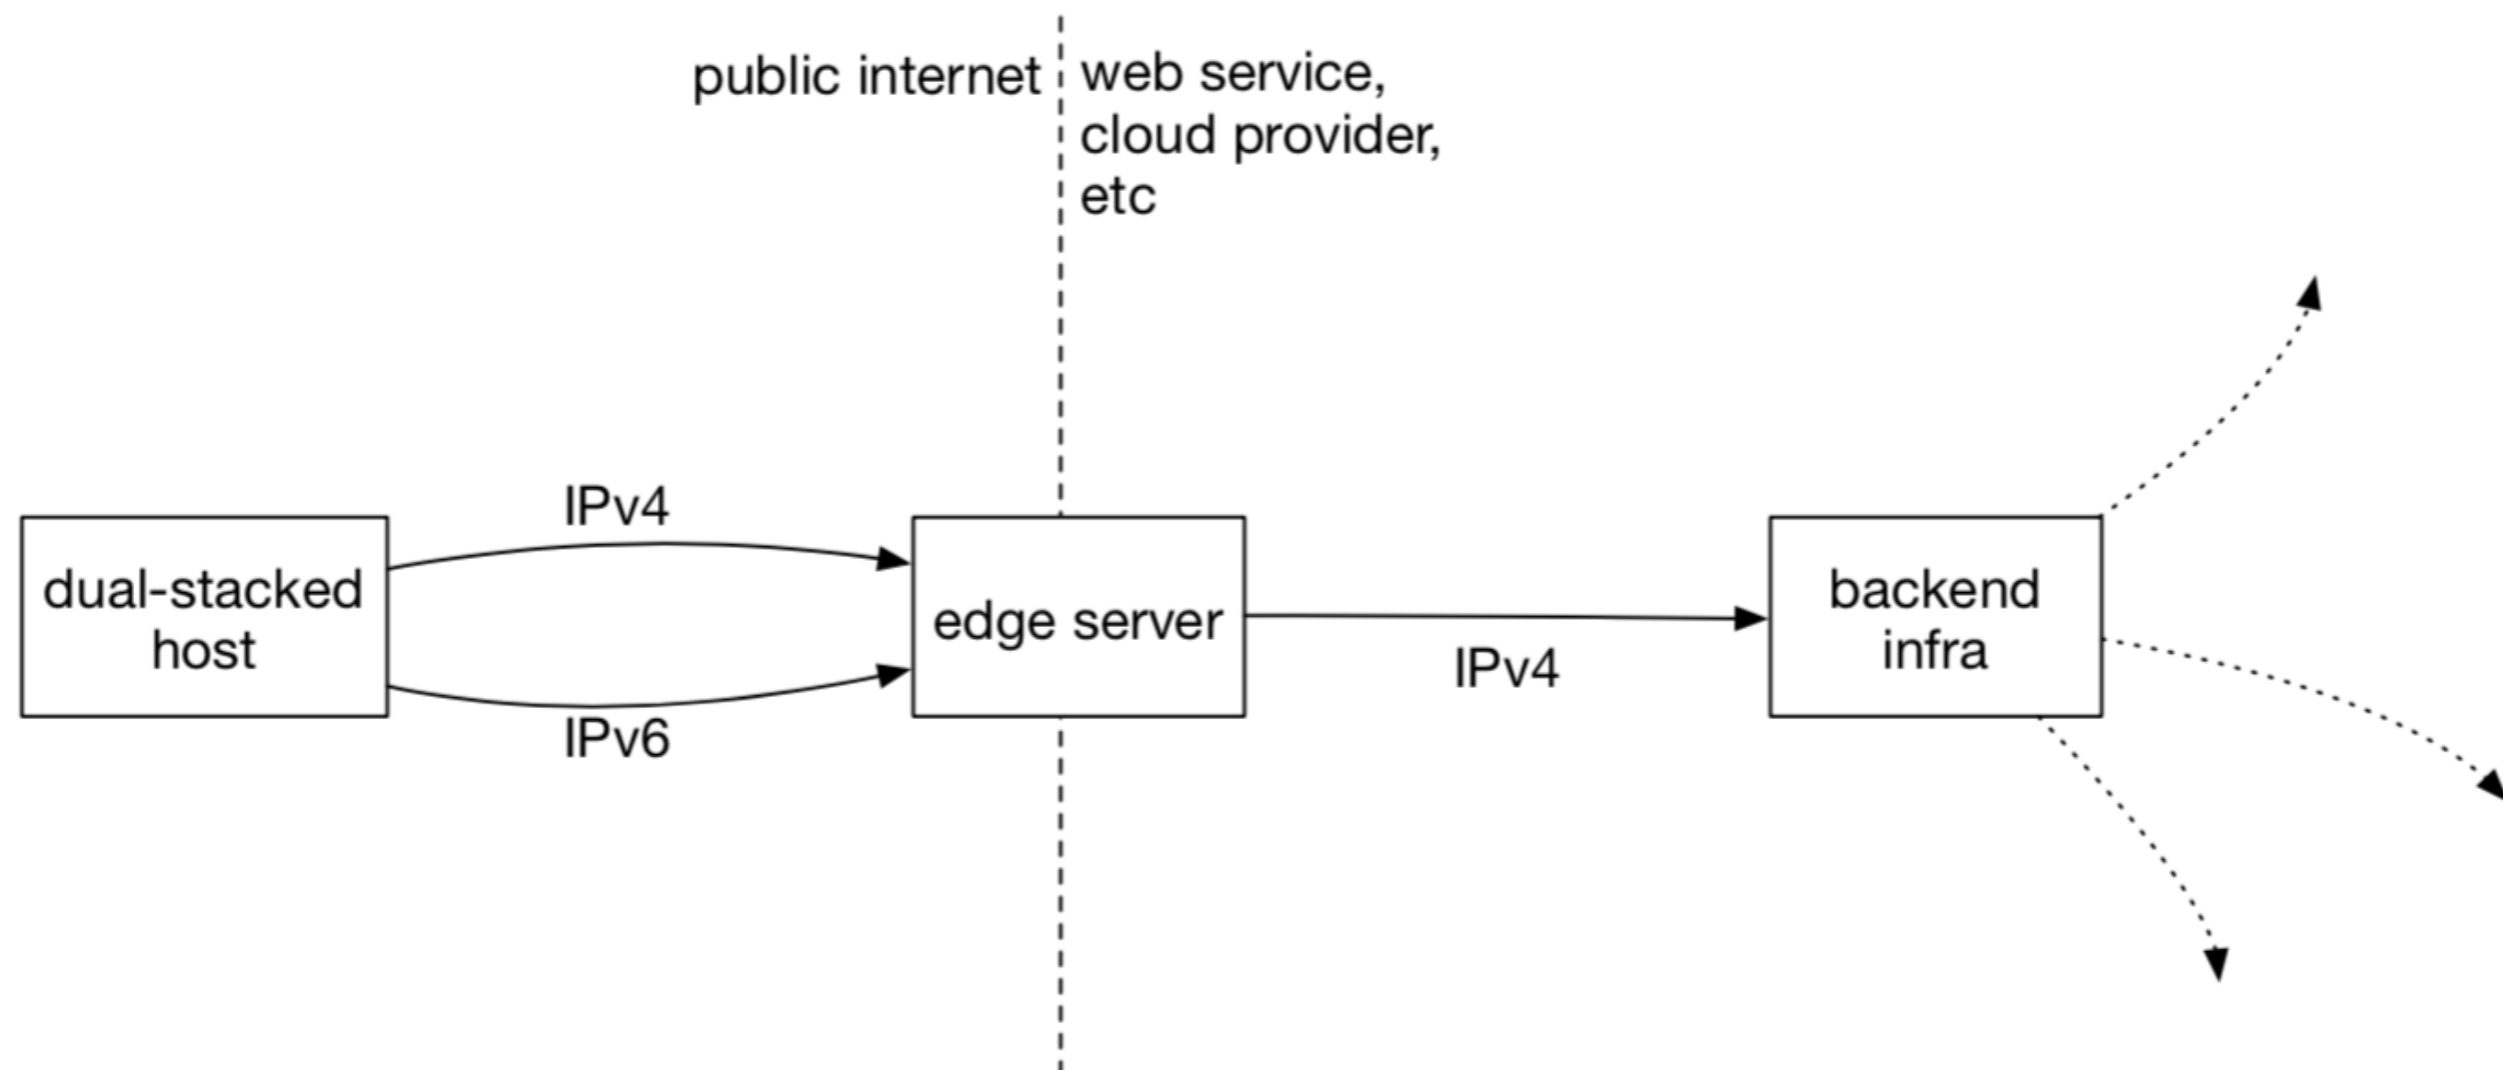 public internet
web service,
cloud provider,
etc
IPv4
dual-stacked
host
IPv6
edge server
IPv4
backend
infra